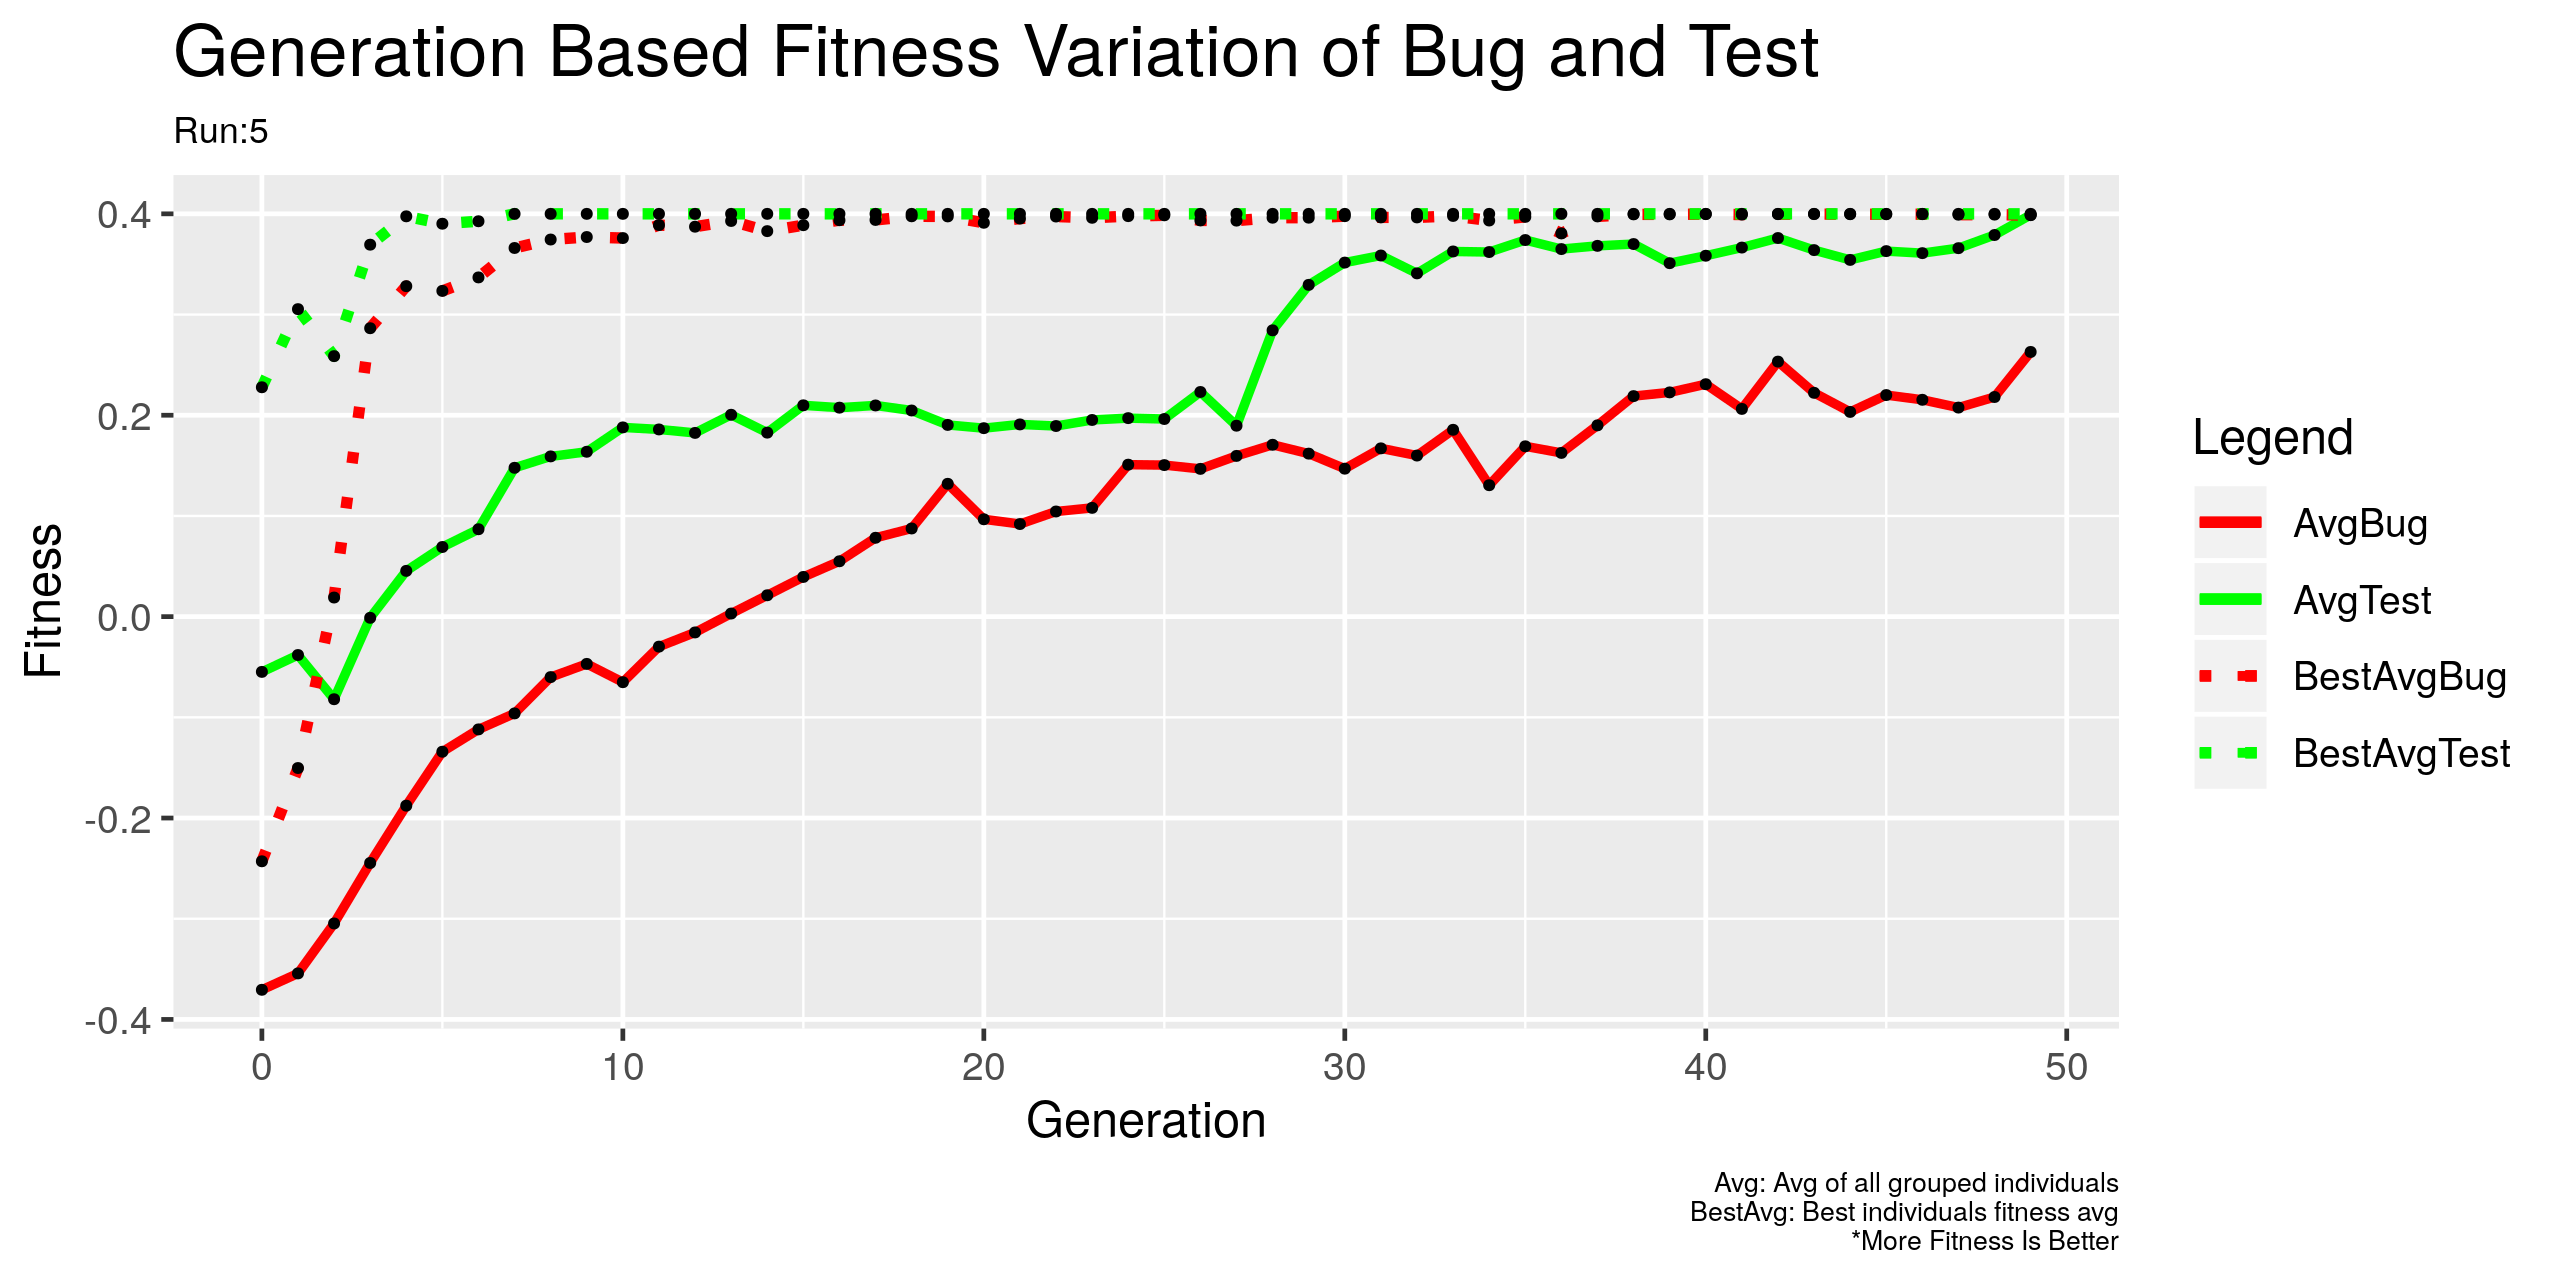 Generation Based Fitness Variation of Bug and Test
Run:5
Fitness
0.4
0.2
0.0
-0.2
-0.4
0 10 20 30 40 50
Generation
Legend
AvgBug
AvgTest
BestAvgBug
BestAvgTest
Avg: Avg of all grouped individuals
BestAvg: Best individuals fitness avg
*More Fitness Is Better